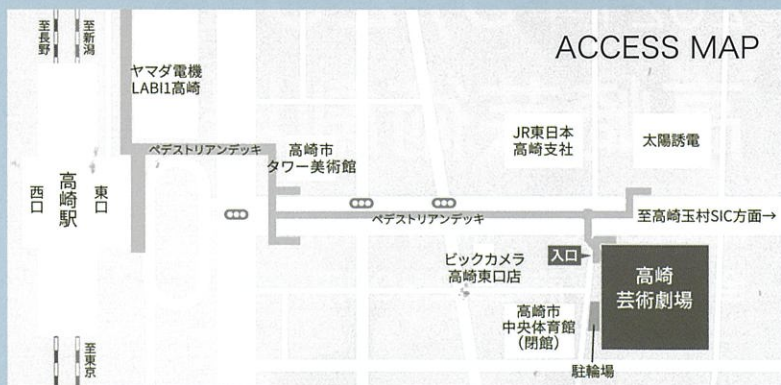 ACCESS MAP
至長野
至新潟
ヤマダ電機
LABI1高崎
ペデストリアンデッキ
高崎市
タワー美術館
JR東日本
高崎支社
太陽誘電
西口
高崎駅
東口
ペデストリアンデッキ
至高崎玉村SIC方面→
ビックカメラ
高崎東口店
入口
高崎
芸術劇場
高崎市
中央体育館
(閉館)
駐輪場
至東京